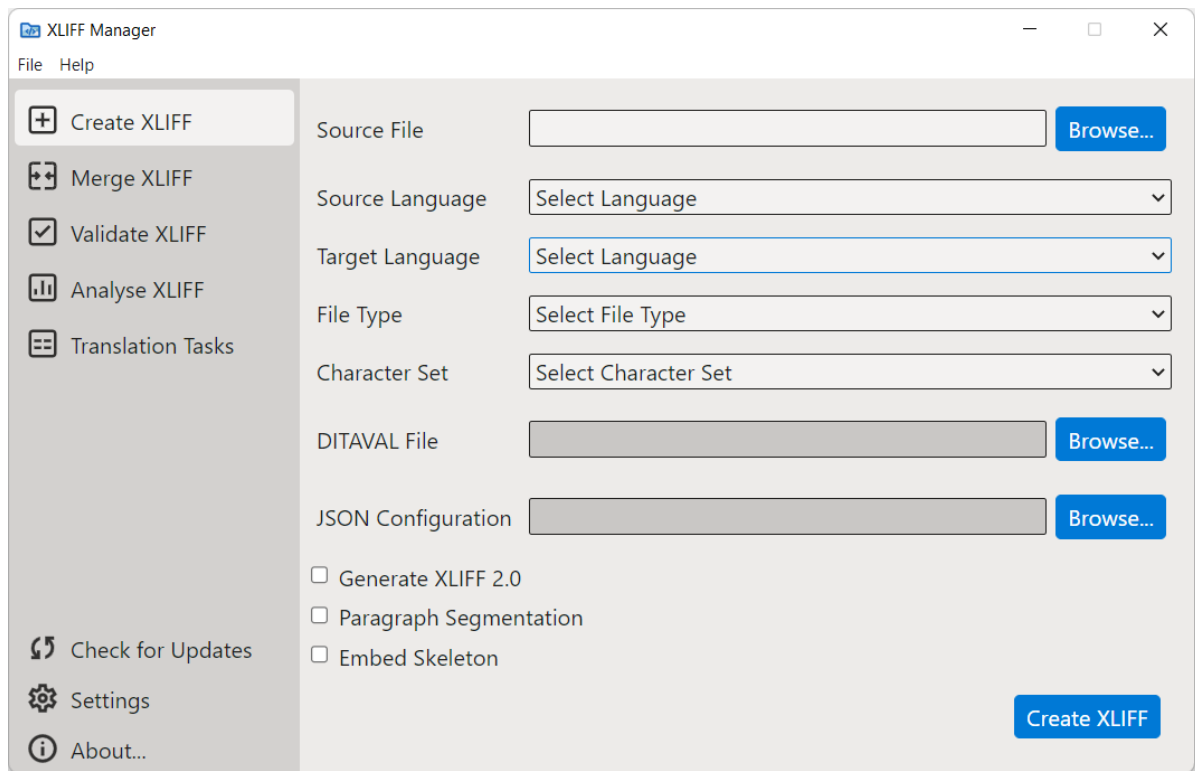 XLIFF Manager
File Help
Create XLIFF
Merge XLIFF
Validate XLIFF
Analyse XLIFF
Translation Tasks
Check for Updates
Settings
About...
Source File Browse...
Source Language Select Language
Target Language Select Language
File Type Select File Type
Character Set Select Character Set
DITAVAL File Browse...
JSON Configuration Browse...
Generate XLIFF 2.0
Paragraph Segmentation
Embed Skeleton
Create XLIFF